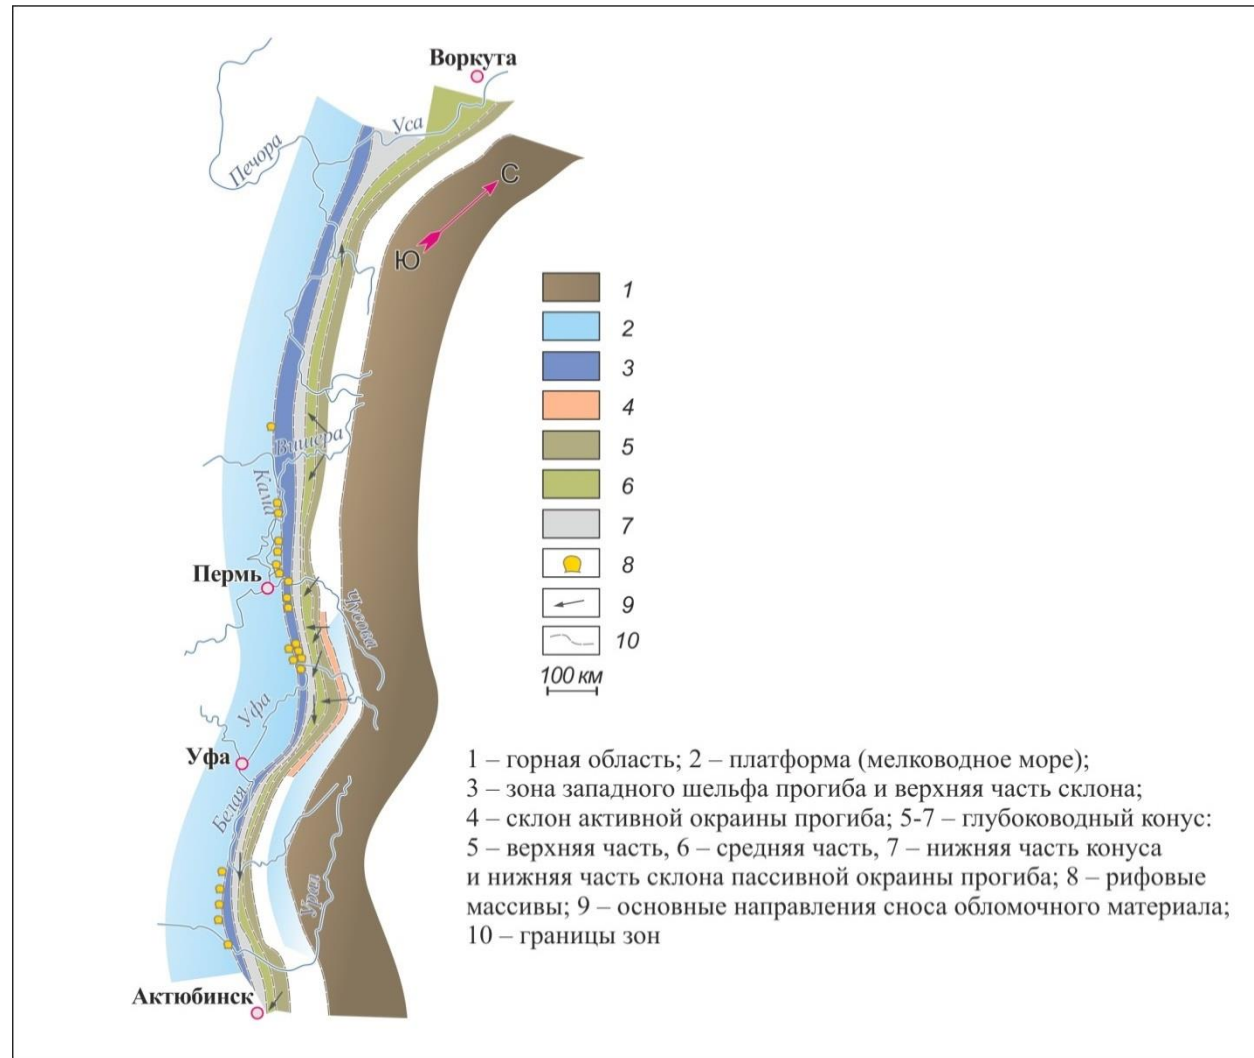 Воркута
Уса
Печора
С
Ю
1
2
3
4
5
6
7
8
9
10
100 км
Вишера
Кама
Пермь
Чусова
Уфа
Уфа
Белая
Урал
Актюбинск
1 – горная область; 2 – платформа (мелководное море);
3 – зона западного шельфа прогиба и верхняя часть склона;
4 – склон активной окраины прогиба; 5-7 – глубоководный конус:
5 – верхняя часть, 6 – средняя часть, 7 – нижняя часть конуса
и нижняя часть склона пассивной окраины прогиба; 8 – рифовые
массивы; 9 – основные направления сноса обломочного материала;
10 – границы зон